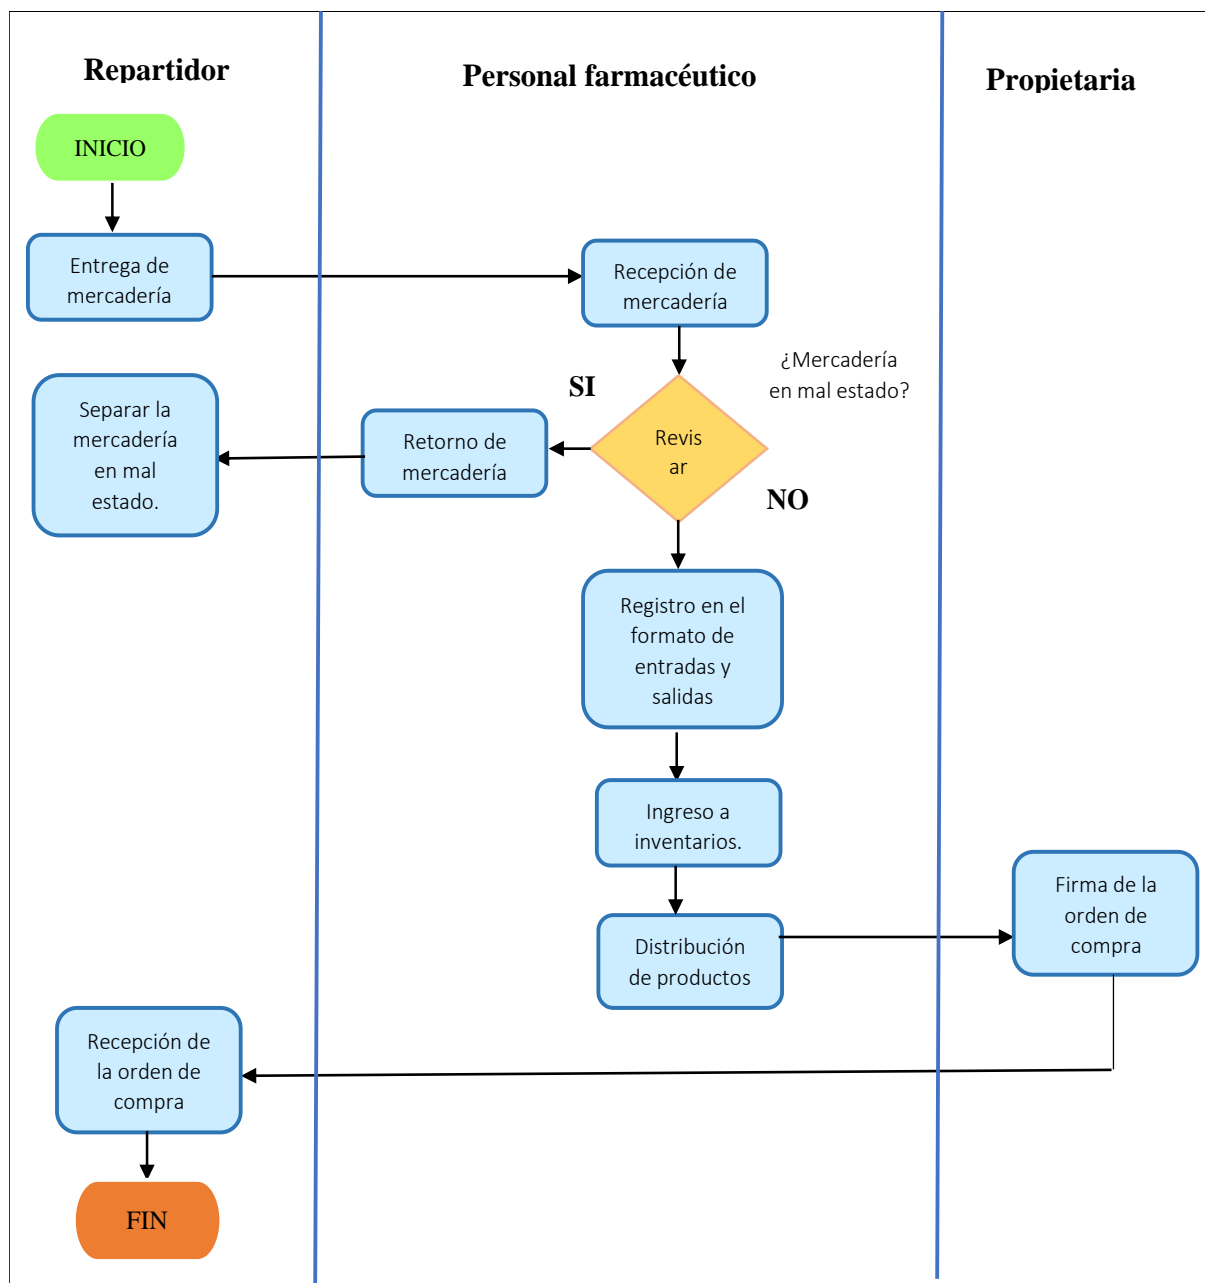 Repartidor
Personal farmacéutico
Propietaria
INICIO
Entrega de
mercadería
Recepción de
mercadería
¿Mercadería
en mal estado?
SI
Separar la
mercadería
en mal
estado.
Retorno de
mercadería
Revis
ar
NO
Registro en el
formato de
entradas y
salidas
Ingreso a
inventarios.
Firma de la
orden de
compra
Distribución
de productos
Recepción de
la orden de
compra
FIN